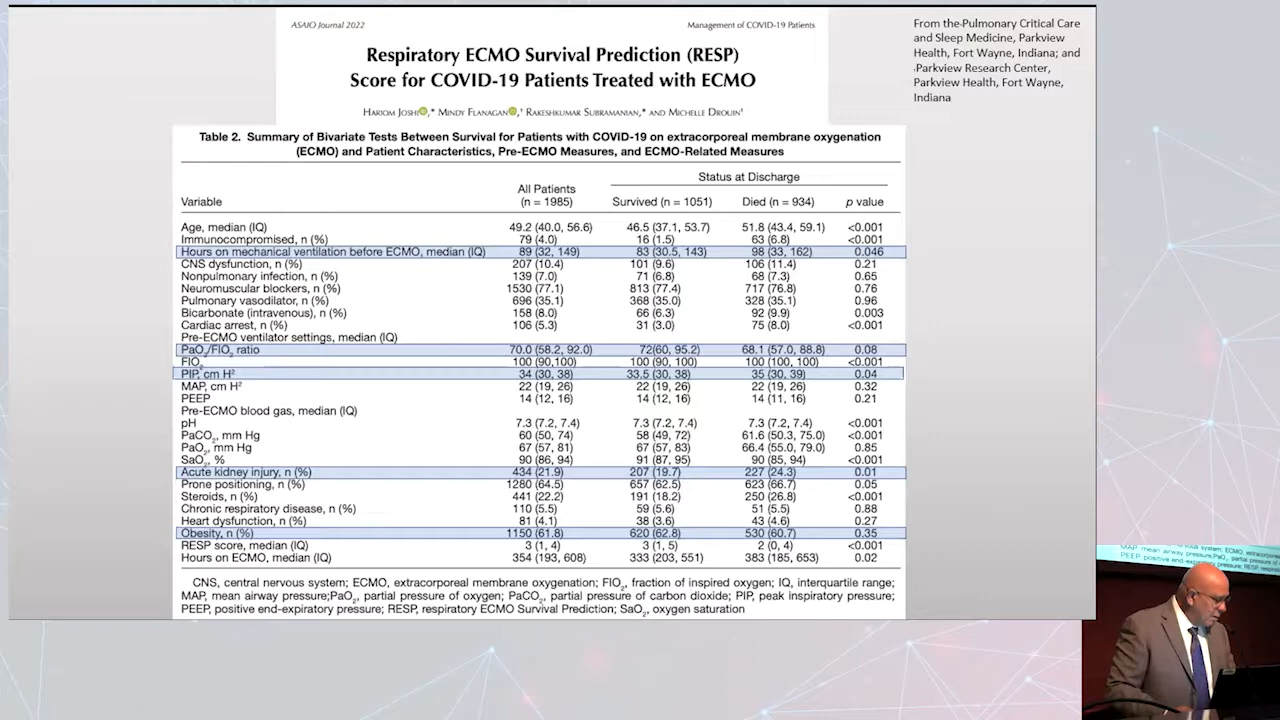 ASAIO Journal 2022 Management of COVID-19 Patients
Respiratory ECMO Survival Prediction (RESP)
Score for COVID-19 Patients Treated with ECMO
Hariom Joshi,* Mindy Flanagan,† Rakeshkumar Subramanian,* and Michelle Drouin†
From the Pulmonary Critical Care
and Sleep Medicine, Parkview
Health, Fort Wayne, Indiana; and
Parkview Research Center,
Parkview Health, Fort Wayne,
Indiana
Table 2. Summary of Bivariate Tests Between Survival for Patients with COVID-19 on extracorporeal membrane oxygenation
(ECMO) and Patient Characteristics, Pre-ECMO Measures, and ECMO-Related Measures
Status at Discharge
All Patients
Variable (n = 1985) Survived (n = 1051) Died (n = 934) p value
Age, median (IQ) 49.2 (40.0, 56.6) 46.5 (37.1, 53.7) 51.8 (43.4, 59.1) <0.001
Immunocompromised, n (%) 79 (4.0) 16 (1.5) 63 (6.8) <0.001
Hours on mechanical ventilation before ECMO, median (IQ) 89 (32, 149) 83 (30.5, 143) 98 (33, 162) 0.046
CNS dysfunction, n (%) 207 (10.4) 101 (9.6) 106 (11.4) 0.21
Nonpulmonary infection, n (%) 139 (7.0) 71 (6.8) 68 (7.3) 0.65
Neuromuscular blockers, n (%) 1530 (77.1) 813 (77.4) 717 (76.8) 0.76
Pulmonary vasodilator, n (%) 696 (35.1) 368 (35.0) 328 (35.1) 0.96
Bicarbonate (intravenous), n (%) 158 (8.0) 66 (6.3) 92 (9.9) 0.003
Cardiac arrest, n (%) 106 (5.3) 31 (3.0) 75 (8.0) <0.001
Pre-ECMO ventilator settings, median (IQ)
PaO₂/FIO₂ ratio 70.0 (58.2, 92.0) 72(60, 95.2) 68.1 (57.0, 88.8) 0.08
FIO₂ 100 (90,100) 100 (90, 100) 100 (100, 100) <0.001
PIP, cm H² 34 (30, 38) 33.5 (30, 38) 35 (30, 39) 0.04
MAP, cm H² 22 (19, 26) 22 (19, 26) 22 (19, 26) 0.32
PEEP 14 (12, 16) 14 (12, 16) 14 (11, 16) 0.21
Pre-ECMO blood gas, median (IQ)
pH 7.3 (7.2, 7.4) 7.3 (7.2, 7.4) 7.3 (7.2, 7.4) <0.001
PaCO₂, mm Hg 60 (50, 74) 58 (49, 72) 61.6 (50.3, 75.0) <0.001
PaO₂, mm Hg 67 (57, 81) 67 (57, 83) 66.4 (55.0, 79.0) 0.85
SaO₂, % 90 (86, 94) 91 (87, 95) 90 (85, 94) <0.001
Acute kidney injury, n (%) 434 (21.9) 207 (19.7) 227 (24.3) 0.01
Prone positioning, n (%) 1280 (64.5) 657 (62.5) 623 (66.7) 0.05
Steroids, n (%) 441 (22.2) 191 (18.2) 250 (26.8) <0.001
Chronic respiratory disease, n (%) 110 (5.5) 59 (5.6) 51 (5.5) 0.88
Heart dysfunction, n (%) 81 (4.1) 38 (3.6) 43 (4.6) 0.27
Obesity, n (%) 1150 (61.8) 620 (62.8) 530 (60.7) 0.35
RESP score, median (IQ) 3 (1, 4) 3 (1, 5) 2 (0, 4) <0.001
Hours on ECMO, median (IQ) 354 (193, 608) 333 (203, 551) 383 (185, 653) 0.02
CNS, central nervous system; ECMO, extracorporeal membrane oxygenation; FIO₂, fraction of inspired oxygen; IQ, interquartile range;
MAP, mean airway pressure;PaO₂, partial pressure of oxygen; PaCO₂, partial pressure of carbon dioxide; PIP, peak inspiratory pressure;
PEEP, positive end-expiratory pressure; RESP, respiratory ECMO Survival Prediction; SaO₂, oxygen saturation